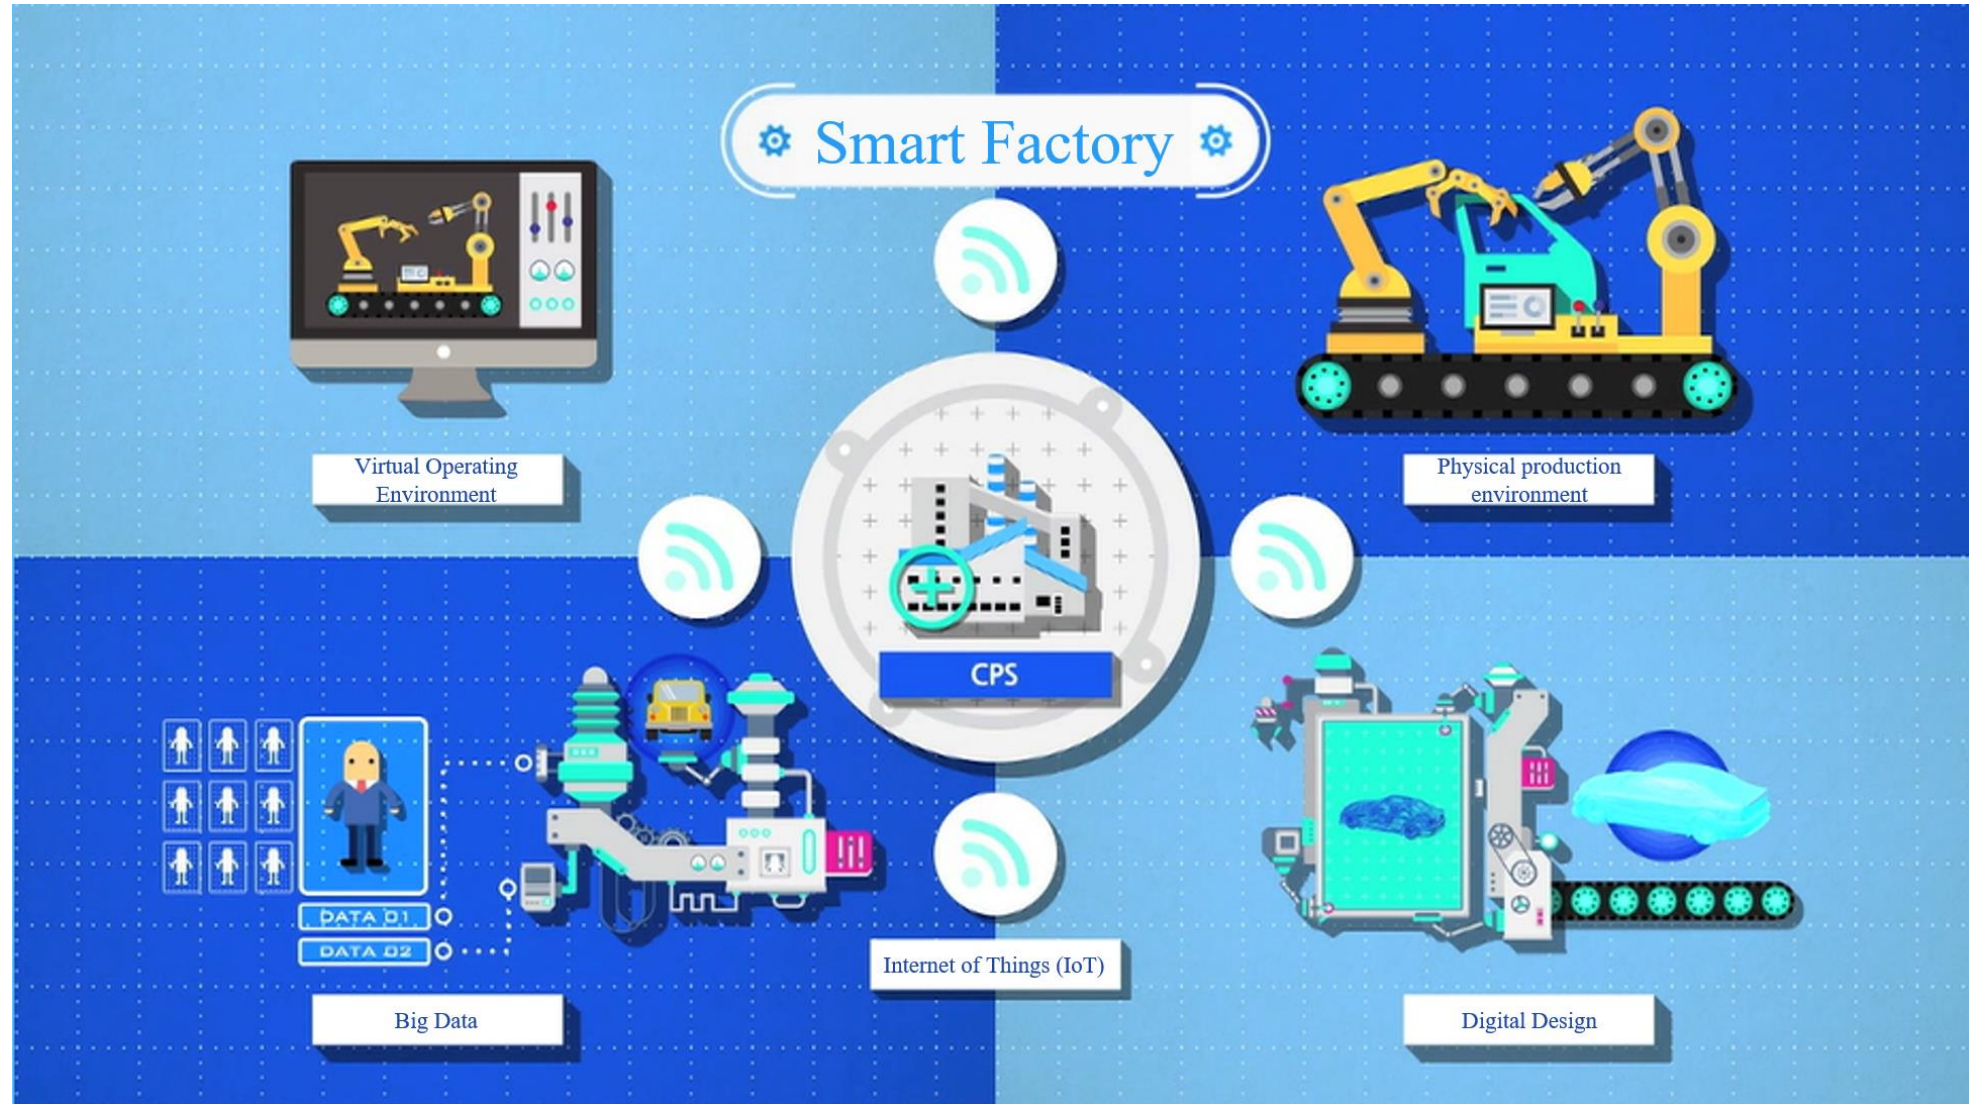 Smart Factory
Virtual Operating
Environment
Physical production
environment
CPS
DATA 01
DATA 02
Internet of Things (IoT)
Big Data
Digital Design